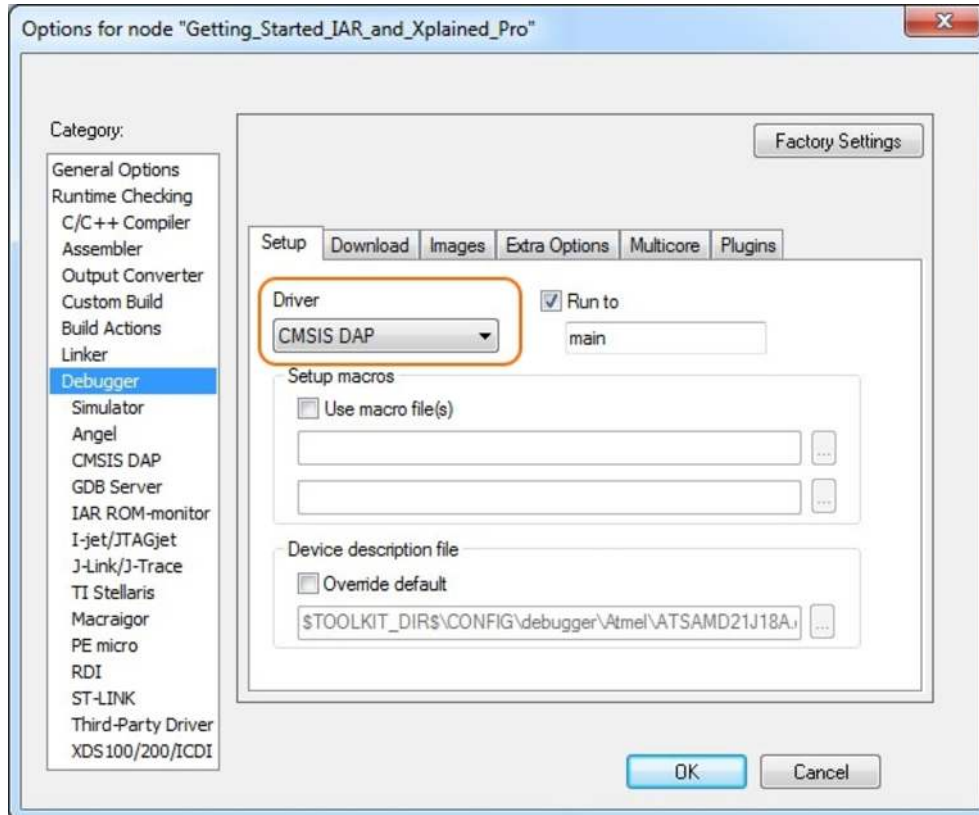 Options for node "Getting_Started_IAR_and_Xplained_Pro"
Category:
Factory Settings
General Options
Runtime Checking
C/C++ Compiler
Assembler
Output Converter
Custom Build
Build Actions
Linker
Debugger
Simulator
Angel
CMSIS DAP
GDB Server
IAR ROM-monitor
I-jet/JTAGjet
J-Link/J-Trace
TI Stellaris
Macraigor
PE micro
RDI
ST-LINK
Third-Party Driver
XDS100/200/ICDI
Setup Download Images Extra Options Multicore Plugins
Driver
CMSIS DAP
Run to
main
Setup macros
Use macro file(s)
...
...
Device description file
Override default
$TOOLKIT_DIR$\CONFIG\debugger\Atmel\ATSAMD21J18A.
...
OK Cancel